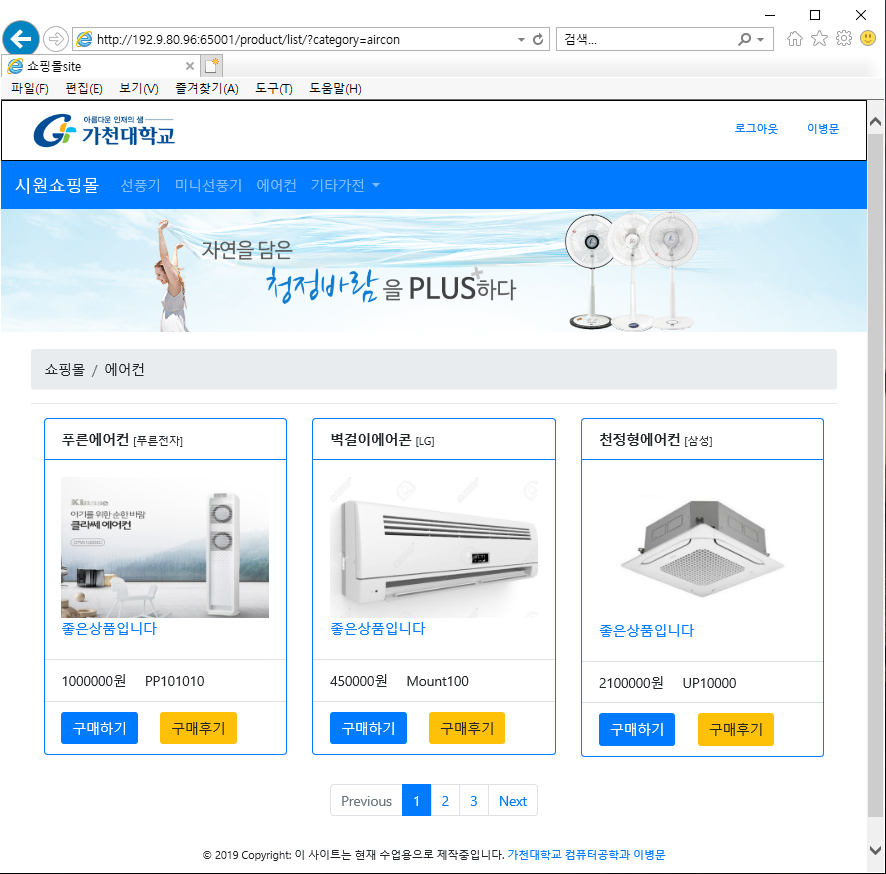 http://192.9.80.96:65001/product/list/?category=aircon
검색...
쇼핑몰site
파일(F) 편집(E) 보기(V) 즐겨찾기(A) 도구(T) 도움말(H)
아름다운 인재의 샘
가천대학교
로그아웃 이병문
시원쇼핑몰 선풍기 미니선풍기 에어컨 기타가전
자연을 담은
청정바람 을 PLUS+하다
쇼핑몰 / 에어컨
푸른에어컨 [푸른전자]
벽걸이에어콘 [LG]
천정형에어컨 [삼성]
Klasse
아기를 위한 순한 바람
클라쎄 에어컨
좋은상품입니다
좋은상품입니다
좋은상품입니다
1000000원 PP101010
450000원 Mount100
2100000원 UP10000
구매하기 구매후기
구매하기 구매후기
구매하기 구매후기
Previous 1 2 3 Next
© 2019 Copyright: 이 사이트는 현재 수업용으로 제작중입니다. 가천대학교 컴퓨터공학과 이병문